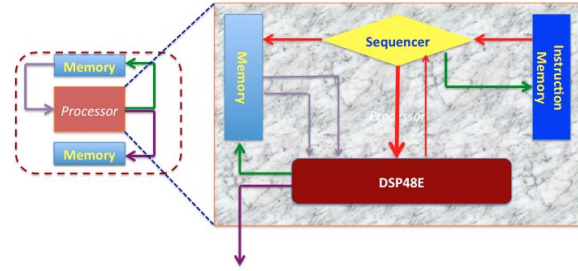 Memory
Processor
Memory
Memory
Sequencer
Instruction
Memory
Processor
DSP48E